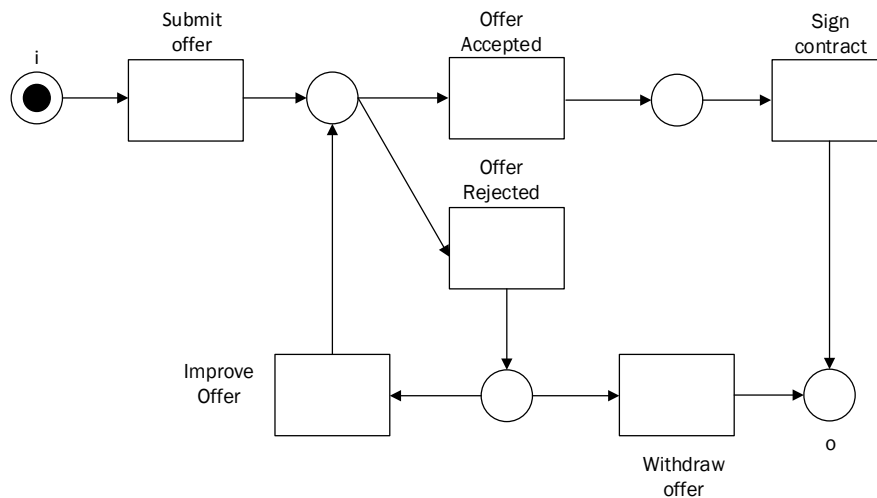 Submit
offer
Offer
Accepted
Sign
contract
i
Offer
Rejected
Improve
Offer
Withdraw
offer
o